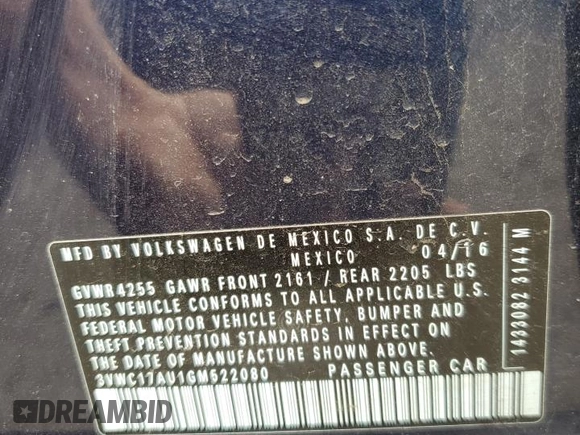 MFD BY VOLKSWAGEN DE MEXICO S.A. DE C.V.
MEXICO 04/16
GVWR 4255 GAWR FRONT 2161 / REAR 2205 LBS
THIS VEHICLE CONFORMS TO ALL APPLICABLE U.S.
FEDERAL MOTOR VEHICLE SAFETY, BUMPER AND
THEFT PREVENTION STANDARDS IN EFFECT ON
THE DATE OF MANUFACTURE SHOWN ABOVE.
3VWC17AU1GM522080 PASSENGER CAR
1433082 3144 M
DREAMBID